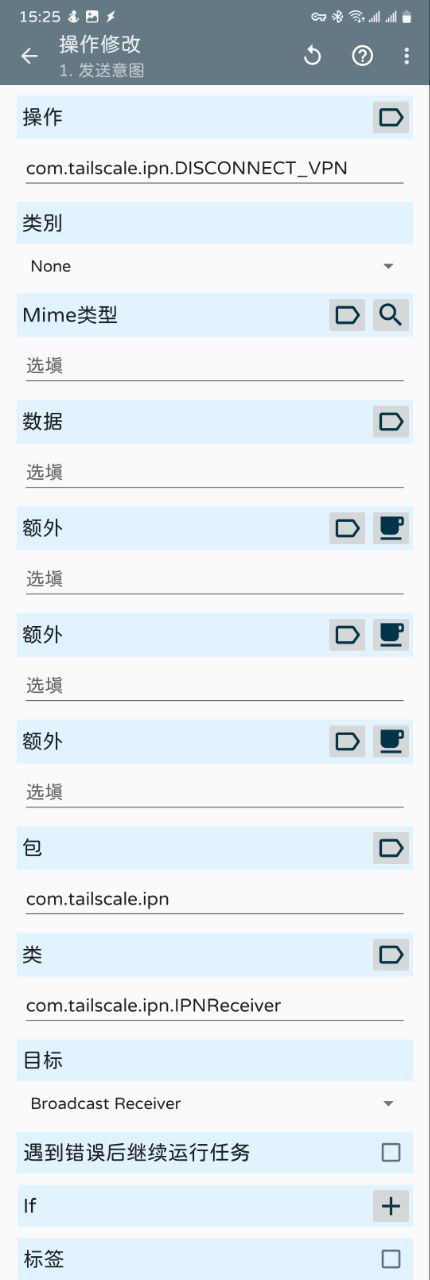 15:25
操作修改
1. 发送意图
操作
com.tailscale.ipn.DISCONNECT_VPN
类別
None
Mime类型
选填
数据
选填
额外
选填
额外
选填
额外
选填
包
com.tailscale.ipn
类
com.tailscale.ipn.IPNReceiver
目标
Broadcast Receiver
遇到错误后继续运行任务
If
标签